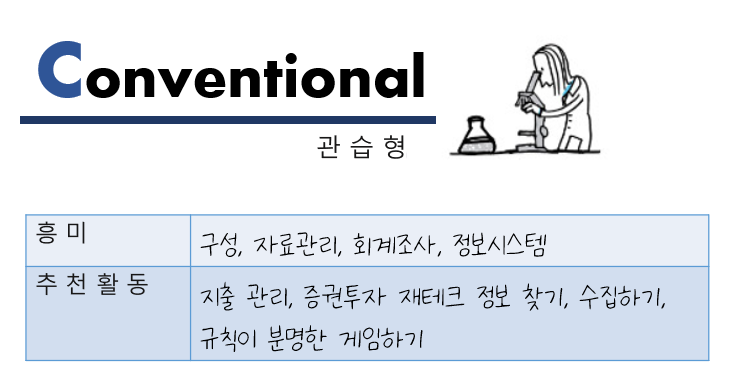 Conventional
관 습 형
흥 미
구성, 자료관리, 회계조사, 정보시스템
추 천 활 동
지출 관리, 증권투자 재테크 정보 찾기, 수집하기,
규칙이 분명한 게임하기